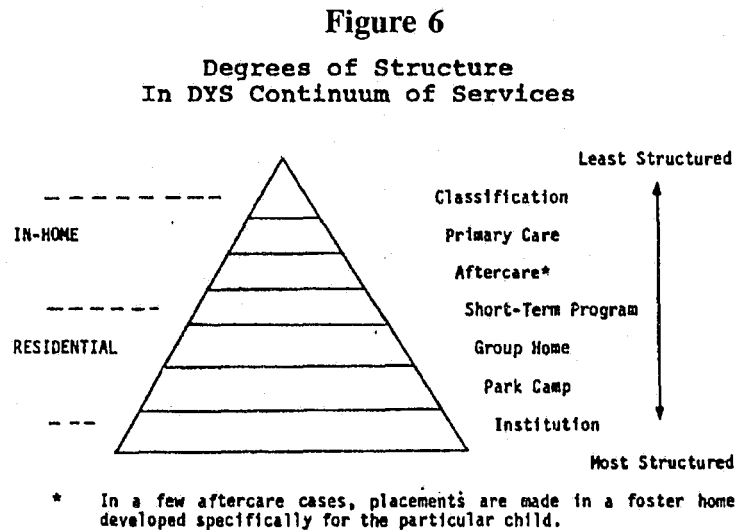 Figure 6
Degrees of Structure
In DYS Continuum of Services
Least Structured
Classification
IN-HOME
Primary Care
Aftercare*
Short-Term Program
RESIDENTIAL
Group Home
Park Camp
Institution
Most Structured
* In a few aftercare cases, placements are made in a foster home
developed specifically for the particular child.